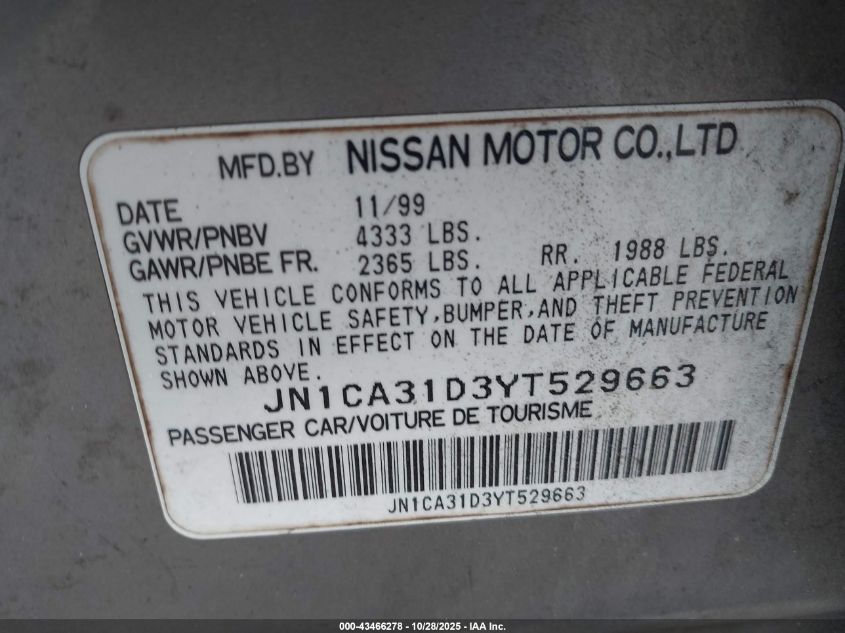 MFD.BY NISSAN MOTOR CO.,LTD
DATE 11/99
GVWR/PNBV 4333 LBS.
GAWR/PNBE FR. 2365 LBS. RR. 1988 LBS.
THIS VEHICLE CONFORMS TO ALL APPLICABLE FEDERAL
MOTOR VEHICLE SAFETY,BUMPER,AND THEFT PREVENTION
STANDARDS IN EFFECT ON THE DATE OF MANUFACTURE
SHOWN ABOVE.
JN1CA31D3YT529663
PASSENGER CAR/VOITURE DE TOURISME
JN1CA31D3YT529663
000-43466278 | 10/28/2025 - IAA Inc.